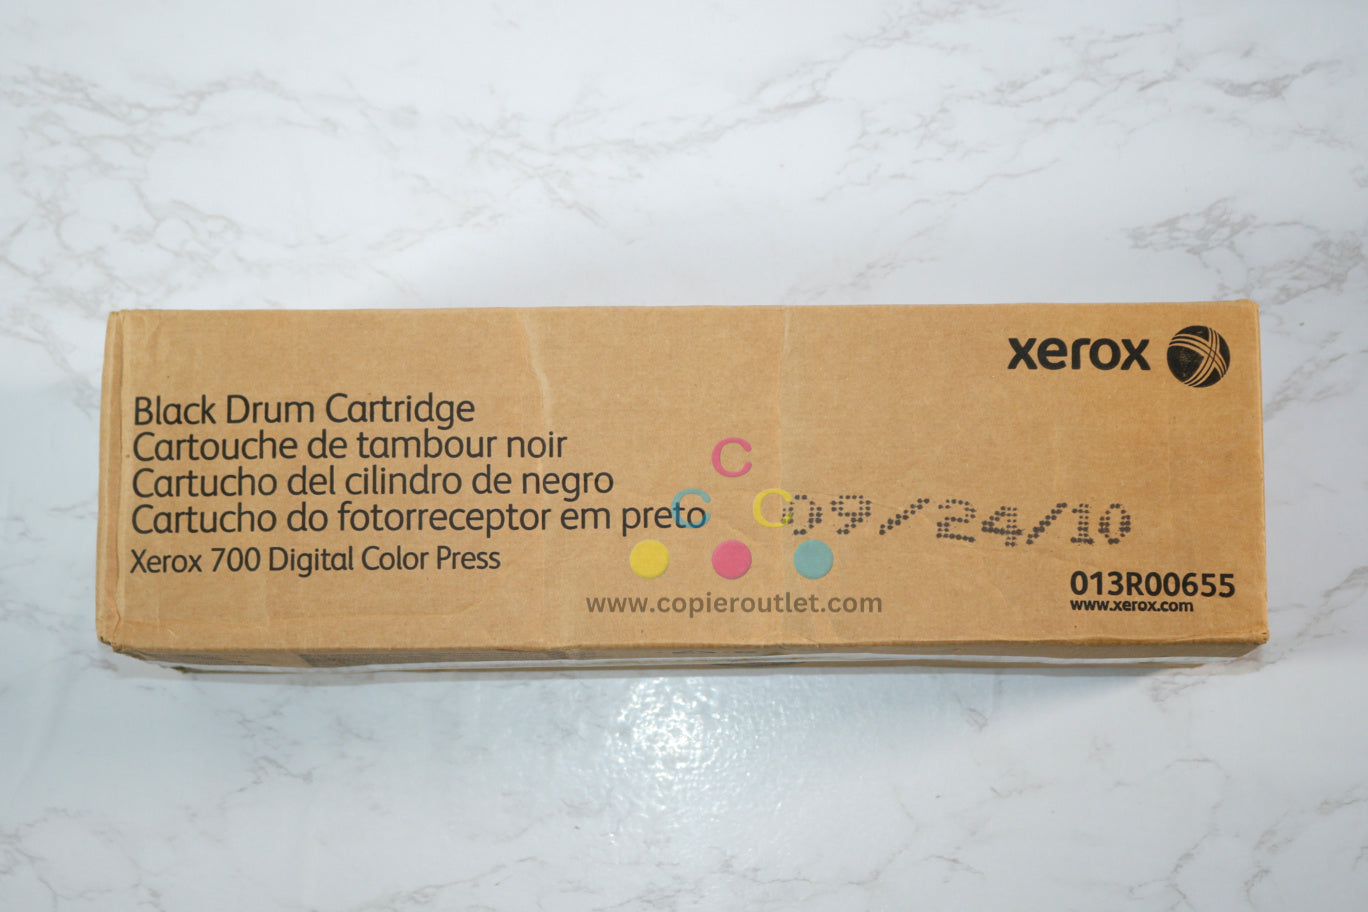 xerox
Black Drum Cartridge
Cartouche de tambour noir
Cartucho del cilindro de negro
Cartucho do fotorreceptor em preto
Xerox 700 Digital Color Press
C
C C
09/24/10
www.copieroutlet.com
013R00655
www.xerox.com